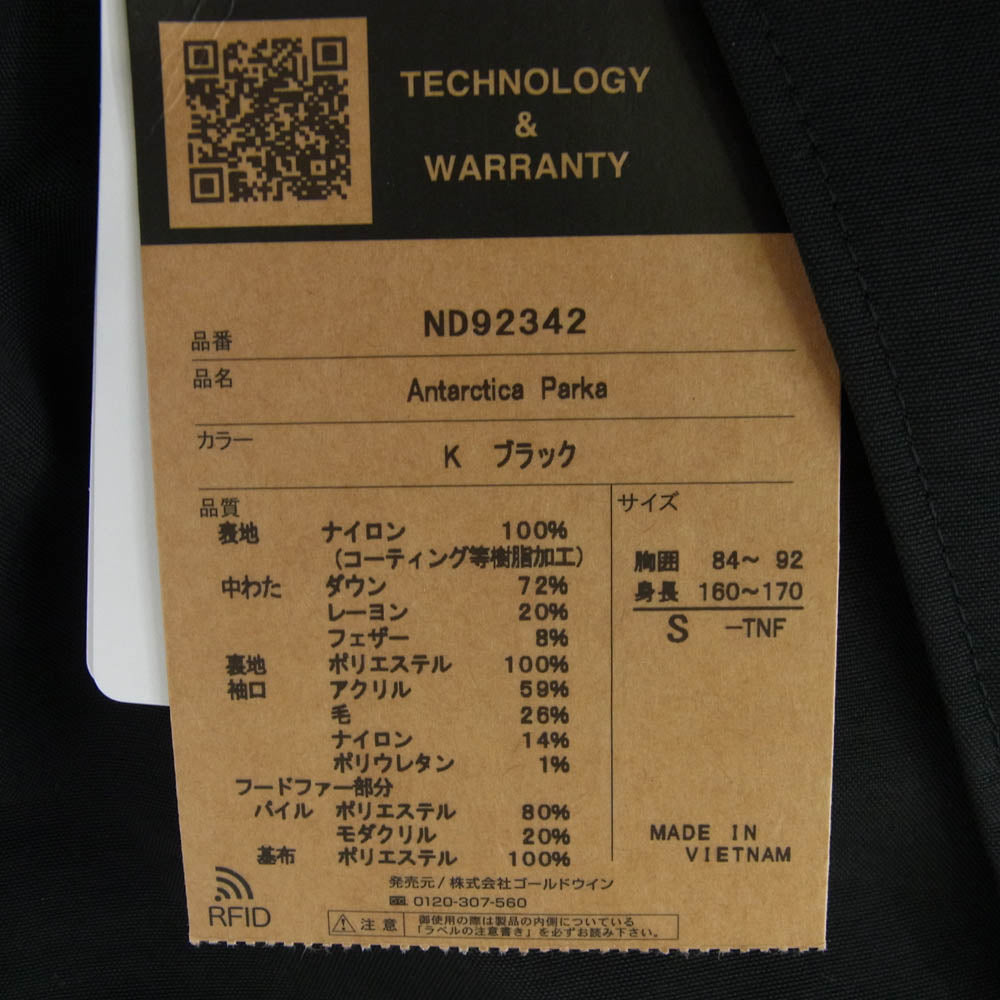 TECHNOLOGY
&
WARRANTY
品番 ND92342
品名 Antarctica Parka
カラー K ブラック
品質
表地 ナイロン 100%
(コーティング等樹脂加工)
中わた ダウン 72%
レーヨン 20%
フェザー 8%
裏地 ポリエステル 100%
袖口 アクリル 59%
毛 26%
ナイロン 14%
ポリウレタン 1%
フードファー部分
パイル ポリエステル 80%
モダクリル 20%
基布 ポリエステル 100%
サイズ
胸囲 84~ 92
身長 160~170
S -TNF
MADE IN
VIETNAM
発売元/株式会社ゴールドウイン
0120-307-560
RFID
注意
御使用の際は製品の内側についている
「ラベルの注意書き」を必ずお読み下さい。